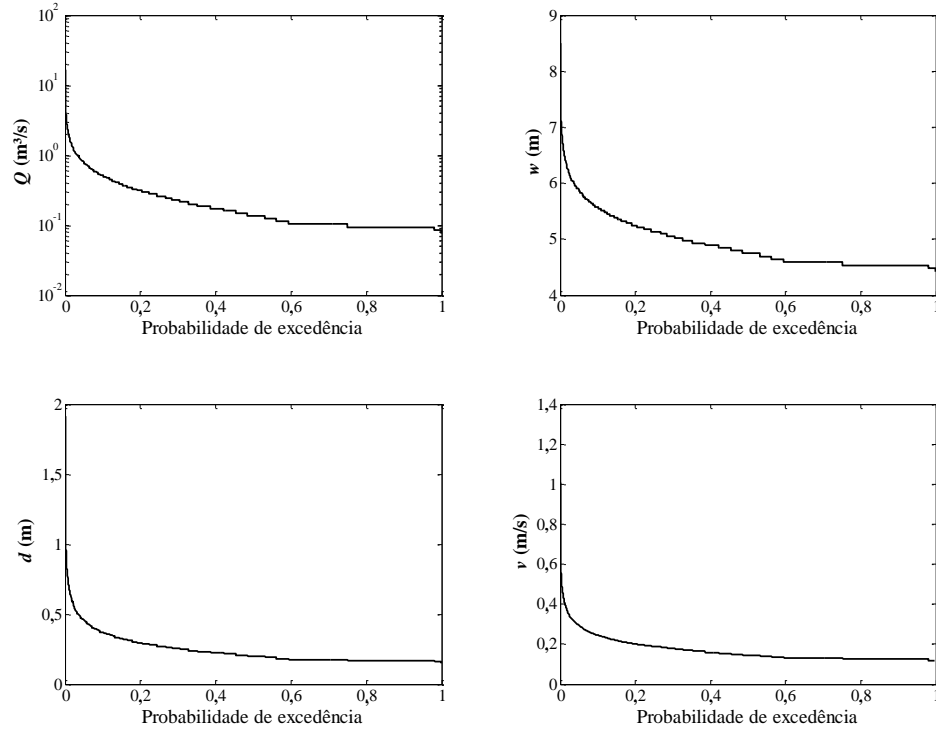 10²
10¹
10⁰
10⁻¹
10⁻²
Q (m³/s)
0 0,2 0,4 0,6 0,8 1
Probabilidade de excedência
9
8
7
6
5
4
w (m)
0 0,2 0,4 0,6 0,8 1
Probabilidade de excedência
2
1,5
1
0,5
0
d (m)
0 0,2 0,4 0,6 0,8 1
Probabilidade de excedência
1,4
1,2
1
0,8
0,6
0,4
0,2
0
v (m/s)
0 0,2 0,4 0,6 0,8 1
Probabilidade de excedência